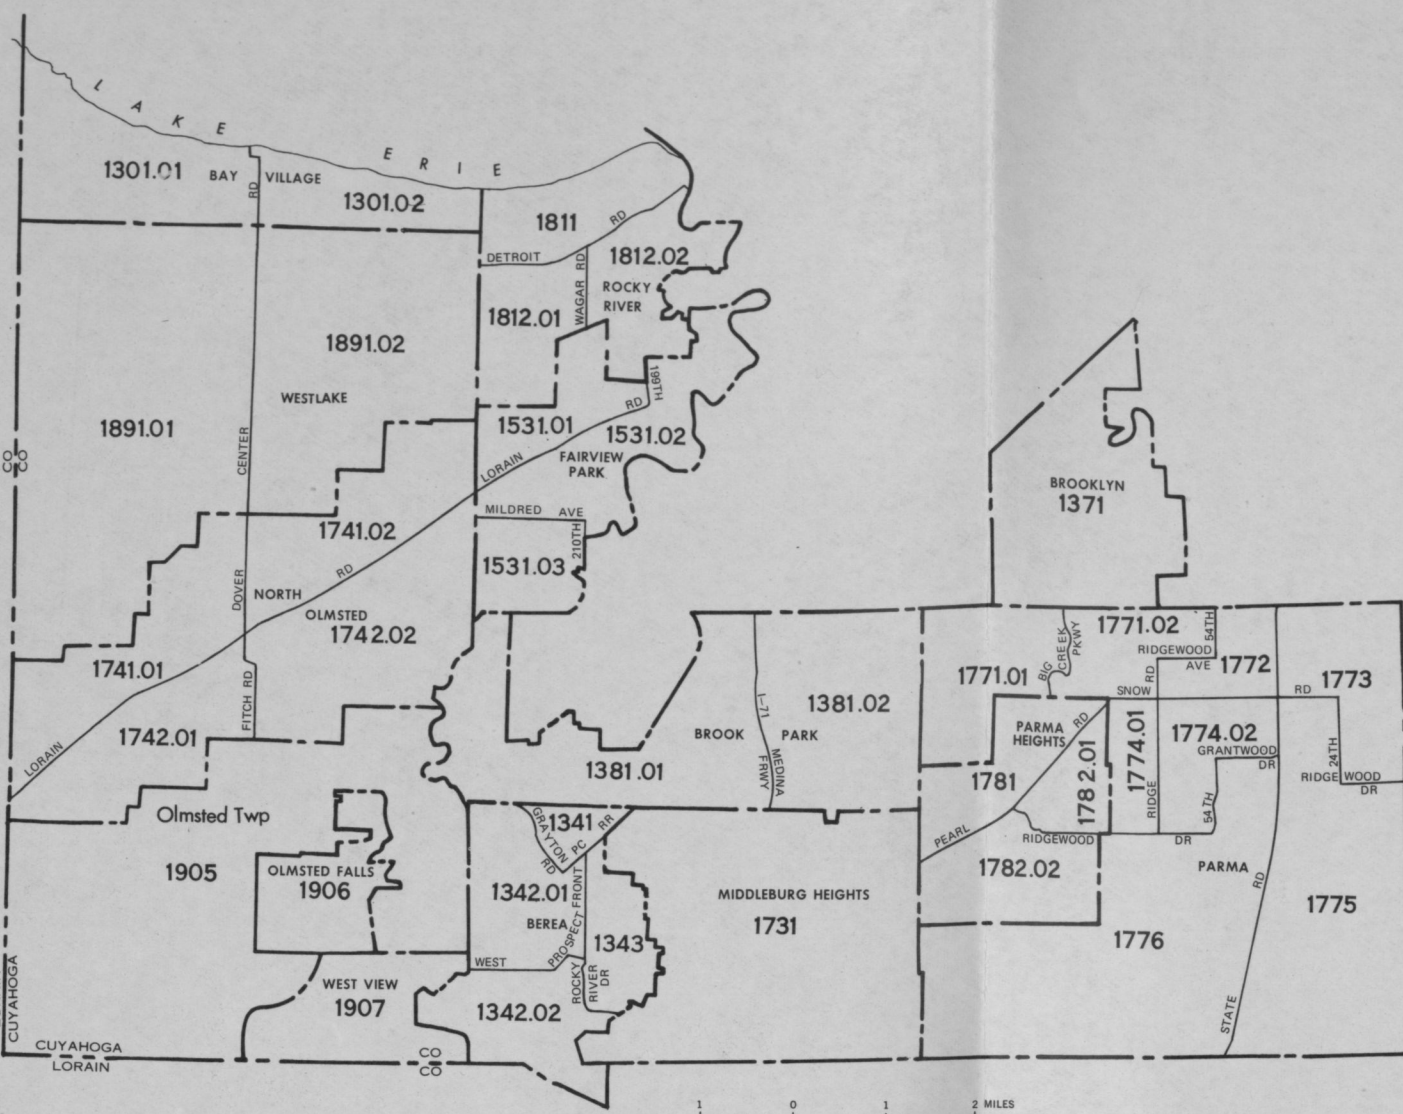 LAKE ERIE
1301.01
BAY VILLAGE
RD
1301.02
1811
RD
DETROIT
WAGAR RD
1812.02
ROCKY
RIVER
1812.01
1891.02
WESTLAKE
1891.01
CENTER
CO
CO
199TH
1531.01
RD
1531.02
FAIRVIEW
PARK
LORAIN
MILDRED AVE
210TH
1531.03
1741.02
RD
NORTH
OLMSTED
1742.02
DOVER
1741.01
FITCH RD
1742.01
LORAIN
BROOKLYN
1371
1771.02
54TH
RIDGEWOOD
AVE
1772
BIG
CREEK
PKWY
1771.01
RD
SNOW
RD
1773
1381.02
I-71
BROOK PARK
MEDINA
FRWY
1381.01
PARMA
HEIGHTS
RD
1774.01
1774.02
GRANTWOOD
DR
24TH
RIDGE WOOD
DR
1781
1782.01
RIDGE
54TH
PEARL
RIDGEWOOD
DR
1782.02
PARMA
RD
1775
1776
STATE
Olmsted Twp
1905
OLMSTED FALLS
1906
GRAYTON
RD
1341
PC RR
1342.01
FRONT
BEREA
PROSPECT
1343
MIDDLEBURG HEIGHTS
1731
WEST
ROCKY
RIVER
DR
WEST VIEW
1907
1342.02
CUYAHOGA
CUYAHOGA
LORAIN
CO
CO
1 0 1 2 MILES